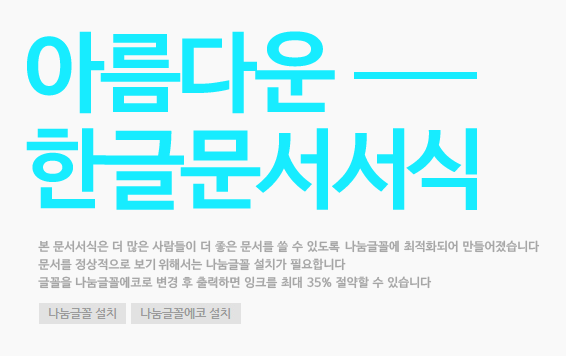 아름다운 —
한글문서서식
본 문서서식은 더 많은 사람들이 더 좋은 문서를 쓸 수 있도록 나눔글꼴에 최적화되어 만들어졌습니다
문서를 정상적으로 보기 위해서는 나눔글꼴 설치가 필요합니다
글꼴을 나눔글꼴에코로 변경 후 출력하면 잉크를 최대 35% 절약할 수 있습니다
나눔글꼴 설치 나눔글꼴에코 설치